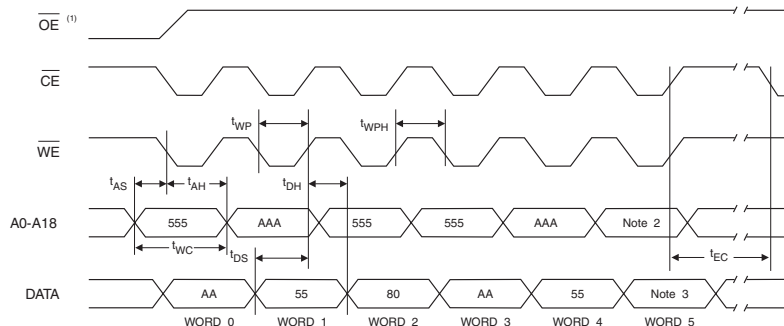 OE (1)
CE
tWP
tWPH
WE
tAS
tAH
tDH
A0-A18 555 AAA 555 555 AAA Note 2
tWC
tDS
tEC
DATA AA 55 80 AA 55 Note 3
WORD 0 WORD 1 WORD 2 WORD 3 WORD 4 WORD 5